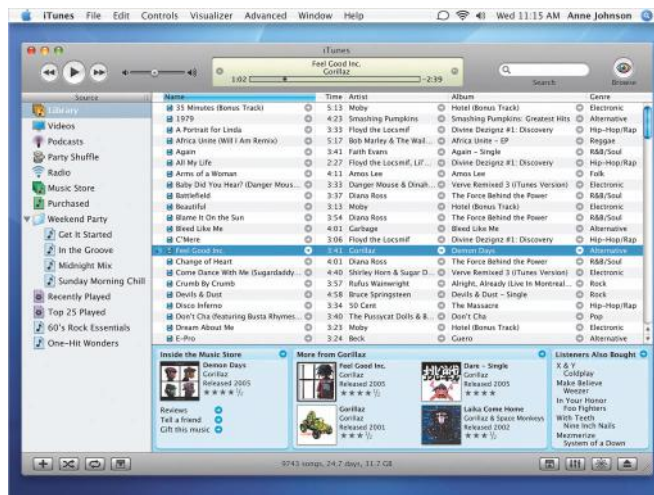 iTunes File Edit Controls Visualizer Advanced Window Help Wed 11:15 AM Anne Johnson
iTunes
Feel Good Inc.
Gorillaz
1:02 -2:39
Search Browse
Source
Library
Videos
Podcasts
Party Shuffle
Radio
Music Store
Purchased
Weekend Party
Get It Started
In the Groove
Midnight Mix
Sunday Morning Chill
Recently Played
Top 25 Played
60's Rock Essentials
One-Hit Wonders
Name Time Artist Album Genre
35 Minutes (Bonus Track) 5:13 Moby Hotel (Bonus Track) Electronic
1979 4:23 Smashing Pumpkins Smashing Pumpkins: Greatest Hits Alternative
A Portrait for Linda 3:33 Floyd the Locsmif Divine Dezignz #1: Discovery Hip-Hop/Rap
Africa Unite (Will I Am Remix) 5:17 Bob Marley & The Wail... Africa Unite - EP Reggae
Again 3:41 Faith Evans Again - Single R&B/Soul
All My Life 2:27 Floyd the Locsmif, Lil'... Divine Dezignz #1: Discovery Hip-Hop/Rap
Arms of a Woman 4:11 Amos Lee Amos Lee Folk
Baby Did You Hear? (Danger Mous... 3:33 Danger Mouse & Dinah... Verve Remixed 3 (iTunes Version) Electronic
Battlefield 3:37 Diana Ross The Force Behind the Power R&B/Soul
Beautiful 3:13 Moby Hotel (Bonus Track) Electronic
Blame It On the Sun 3:54 Diana Ross The Force Behind the Power R&B/Soul
Bleed Like Me 4:01 Garbage Bleed Like Me Alternative
C'Mere 3:06 Floyd the Locsmif Divine Dezignz #1: Discovery Hip-Hop/Rap
Feel Good Inc. 3:41 Gorillaz Demon Days Alternative
Change of Heart 4:01 Diana Ross The Force Behind the Power R&B/Soul
Come Dance With Me (Sugardaddy... 4:40 Shirley Horn & Sugar D... Verve Remixed 3 (iTunes Version) Electronic
Crumb By Crumb 3:57 Rufus Wainwright Alright, Already (Live In Montreal... Rock
Devils & Dust 4:58 Bruce Springsteen Devils & Dust - Single Rock
Disco Inferno 3:34 50 Cent The Massacre Hip-Hop/Rap
Don't Cha (featuring Busta Rhymes... 3:40 The Pussycat Dolls & B... Don't Cha Pop
Dream About Me 3:23 Moby Hotel (Bonus Track) Electronic
E-Pro 3:24 Beck Guero Alternative
Inside the Music Store
Demon Days
Gorillaz
Released 2005
Reviews
Tell a friend
Gift this music
More from Gorillaz
Feel Good Inc.
Gorillaz
Released 2005
Dare - Single
Gorillaz
Released 2005
Gorillaz
Gorillaz
Released 2001
Laika Come Home
Gorillaz & Space Monkeys
Released 2002
Listeners Also Bought
X & Y
Coldplay
Make Believe
Weezer
In Your Honor
Foo Fighters
With Teeth
Nine Inch Nails
Mezmerize
System of a Down
9743 songs, 24.7 days, 31.7 GB